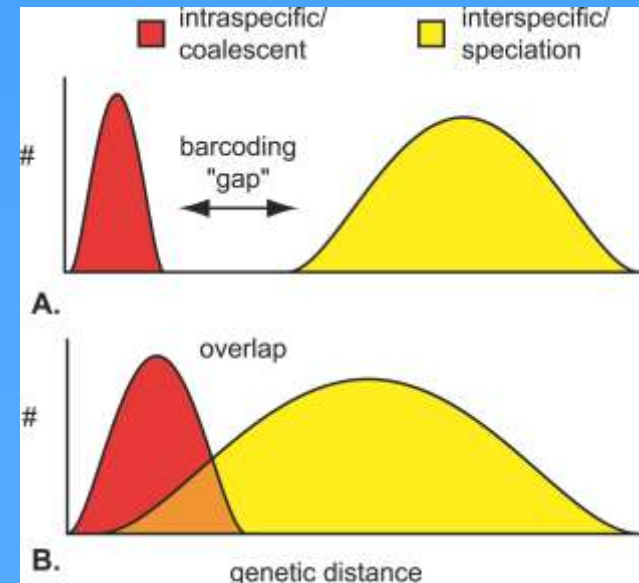 intraspecific/
coalescent
interspecific/
speciation
#
barcoding
"gap"
A.
overlap
#
B.
genetic distance